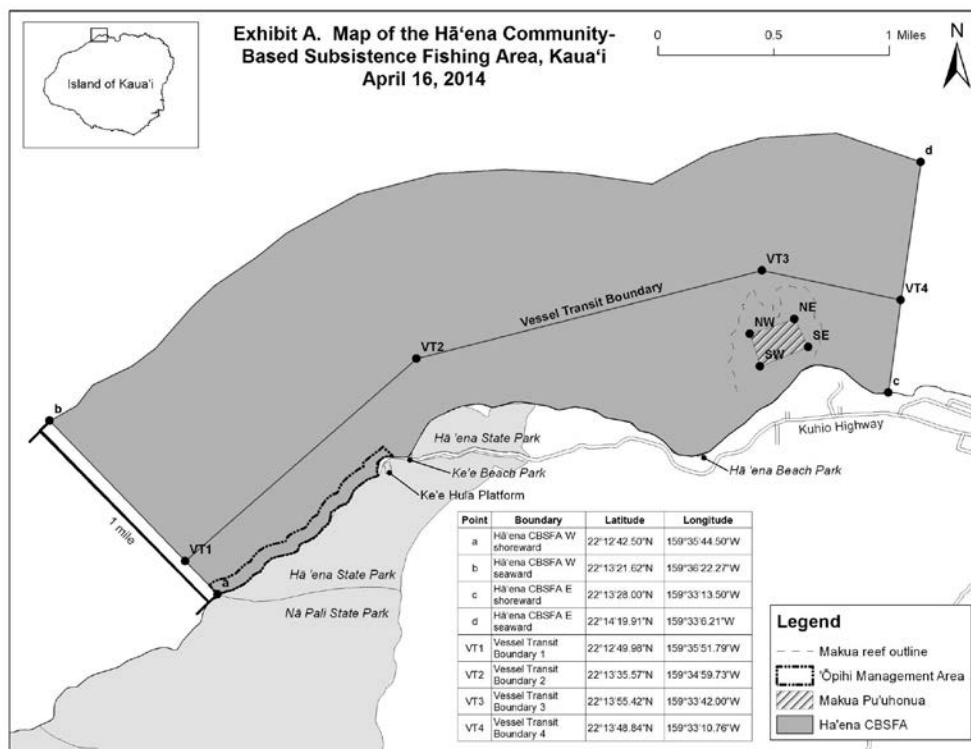 Exhibit A. Map of the Hā‘ena Community-
Based Subsistence Fishing Area, Kaua‘i
April 16, 2014
0 0.5 1 Miles
N
Island of Kaua‘i
d
VT3
Vessel Transit Boundary
VT4
NE
NW
SE
SW
VT2
b
c
Kuhio Highway
Hā ‘ena State Park
Ke'e Beach Park
Hā ‘ena Beach Park
Ke'e Hula Platform
1 mile
VT1
a
Hā ‘ena State Park
Nā Pali State Park
Point Boundary Latitude Longitude
a Hā'ena CBSFA W shoreward 22°12'42.50"N 159°35'44.50"W
b Hā'ena CBSFA W seaward 22°13'21.62"N 159°36'22.27"W
c Hā'ena CBSFA E shoreward 22°13'28.00"N 159°33'13.50"W
d Hā'ena CBSFA E seaward 22°14'19.91"N 159°33'6.21"W
VT1 Vessel Transit Boundary 1 22°12'49.98"N 159°35'51.79"W
VT2 Vessel Transit Boundary 2 22°13'35.57"N 159°34'59.73"W
VT3 Vessel Transit Boundary 3 22°13'55.42"N 159°33'42.00"W
VT4 Vessel Transit Boundary 4 22°13'48.84"N 159°33'10.76"W
Legend
Makua reef outline
'Ōpihi Management Area
Makua Pu'uhonua
Ha'ena CBSFA